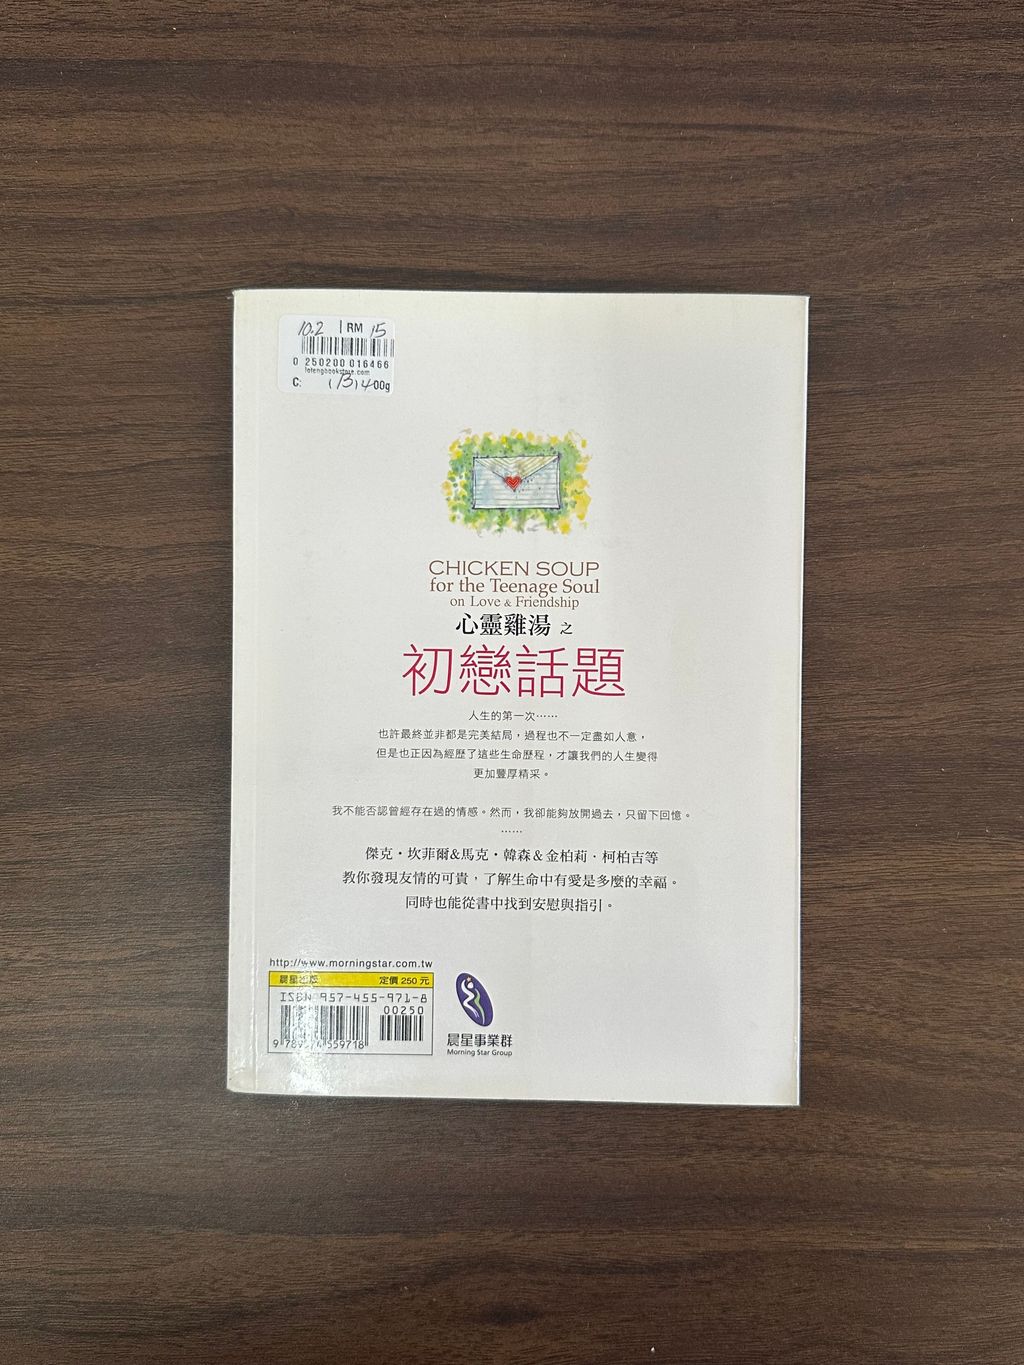 10.2 | RM 15
0 250200 016466
lotengbookstore.com
C: (B) 400g
CHICKEN SOUP
for the Teenage Soul
on Love & Friendship
心靈雞湯 之
初戀話題
人生的第一次……
也許最終並非都是完美結局，過程也不一定盡如人意，
但是也正因為經歷了這些生命歷程，才讓我們的人生變得
更加豐厚精采。
我不能否認曾經存在過的情感。然而，我卻能夠放開過去，只留下回憶。
……
傑克・坎菲爾&馬克・韓森＆金柏莉・柯柏吉等
教你發現友情的可貴，了解生命中有愛是多麼的幸福。
同時也能從書中找到安慰與指引。
http://www.morningstar.com.tw
晨星出版 定價 250 元
ISBN 957-455-971-8
00250
9 789574 559718
晨星事業群
Morning Star Group